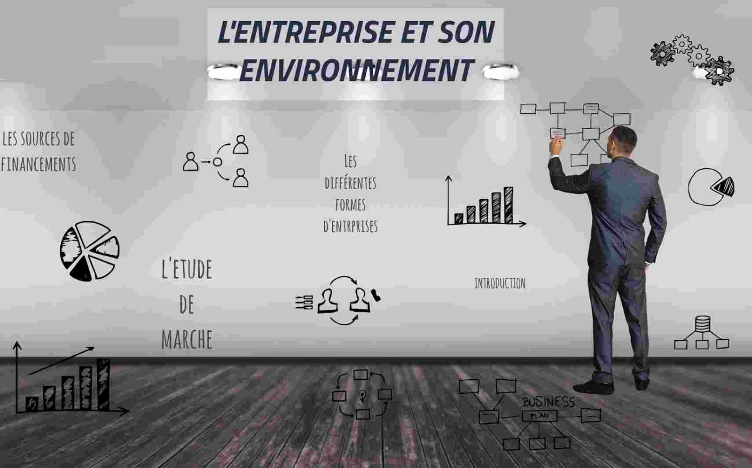 L'ENTREPRISE ET SON
ENVIRONNEMENT
LES SOURCES DE
FINANCEMENTS
LES
DIFFÉRENTES
FORMES
D'ENTRPRISES
L'ETUDE
DE
MARCHE
INTRODUCTION
BUSINESS
PLAN